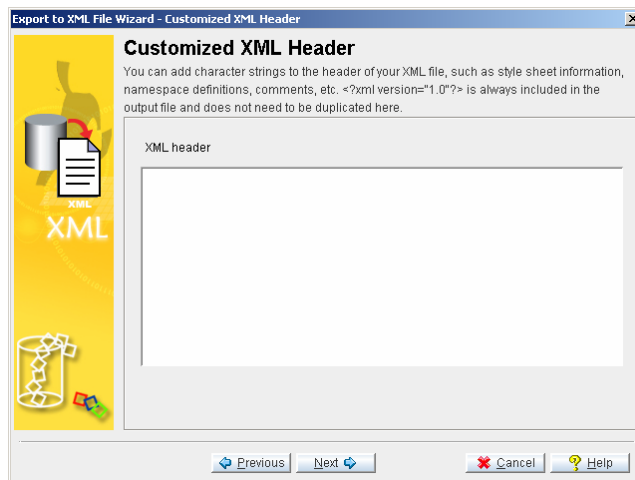 Export to XML File Wizard - Customized XML Header
Customized XML Header
You can add character strings to the header of your XML file, such as style sheet information,
namespace definitions, comments, etc. <?xml version="1.0"?> is always included in the
output file and does not need to be duplicated here.
XML header
XML
XML
Previous
Next
Cancel
Help